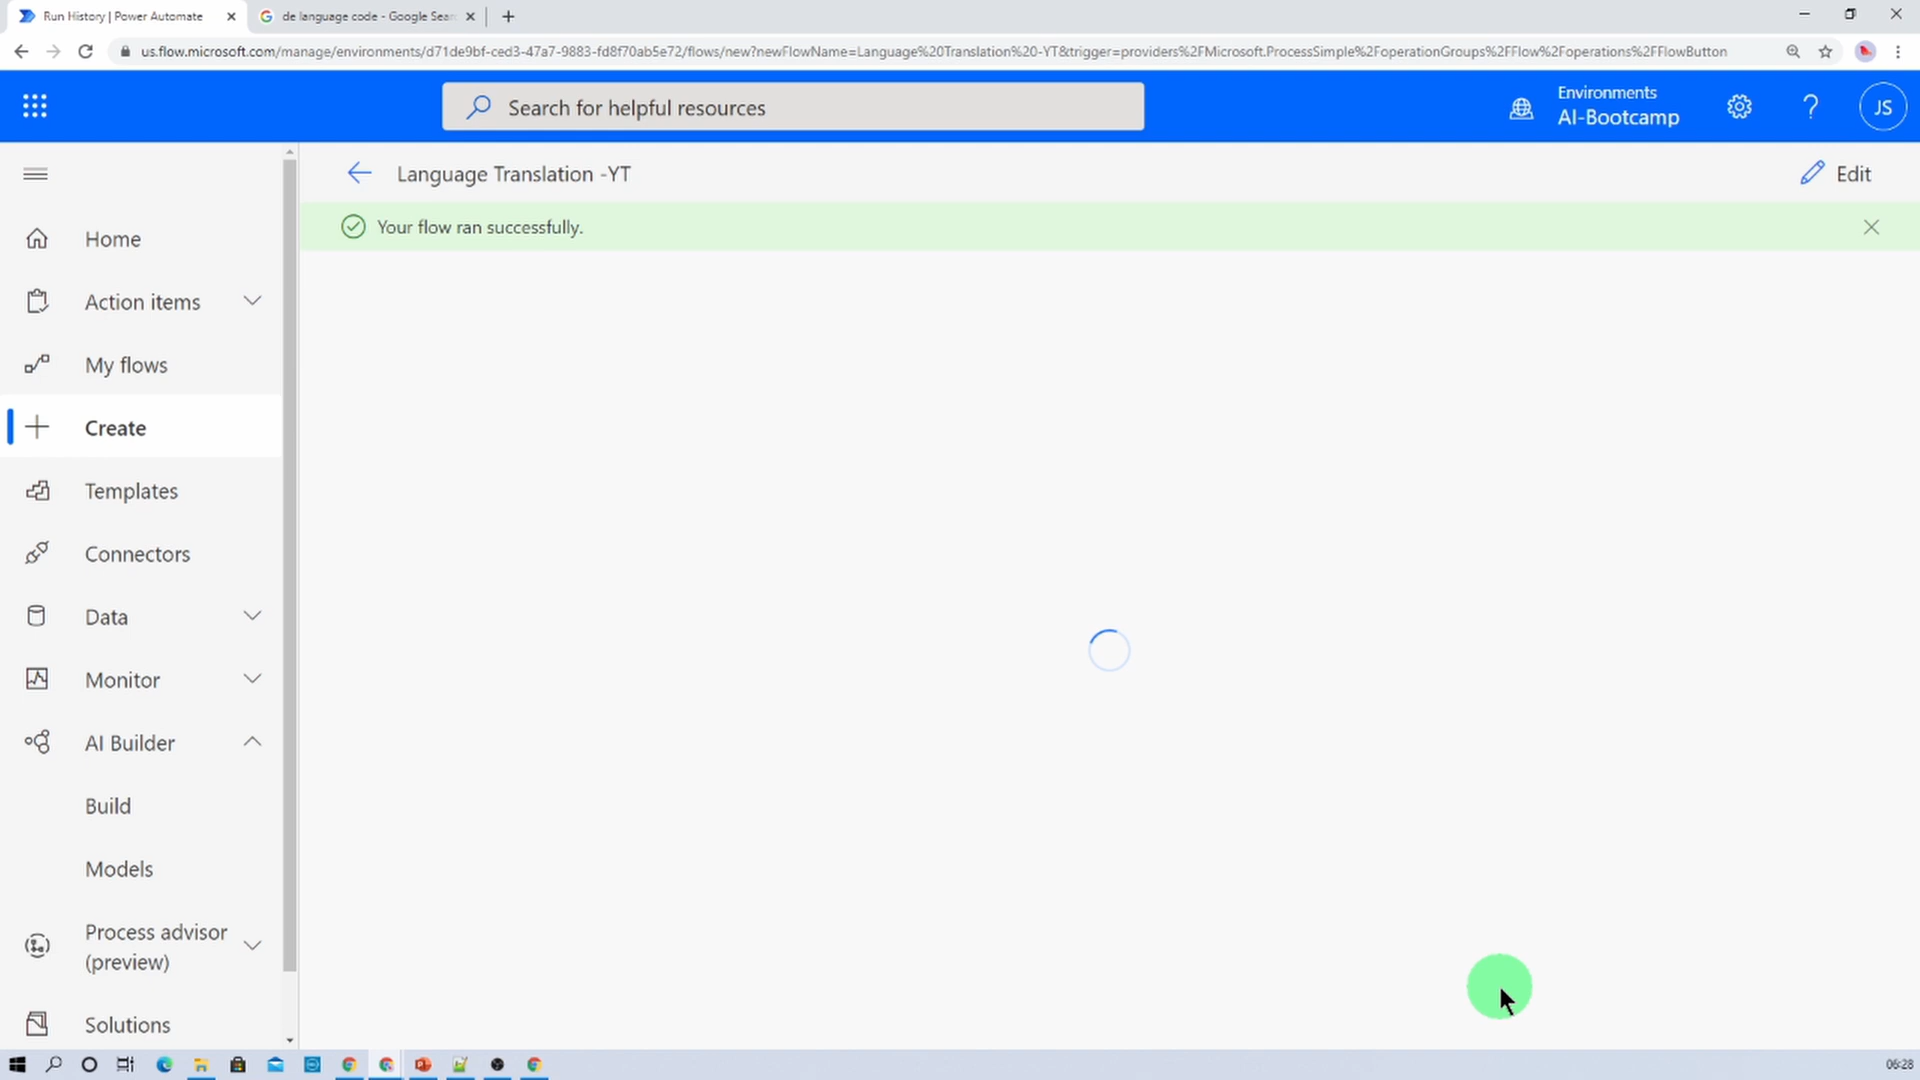 Run History | Power Automate
de language code - Google Sear
us.flow.microsoft.com/manage/environments/d71de9bf-ced3-47a7-9883-fd8f70ab5e72/flows/new?newFlowName=Language%20Translation%20-YT&trigger=providers%2FMicrosoft.ProcessSimple%2FoperationGroups%2FFlow%2Foperations%2FFlowButton
Search for helpful resources
Environments
AI-Bootcamp
?
JS
Language Translation -YT
Edit
Your flow ran successfully.
Home
Action items
My flows
Create
Templates
Connectors
Data
Monitor
AI Builder
Build
Models
Process advisor
(preview)
Solutions
06:28